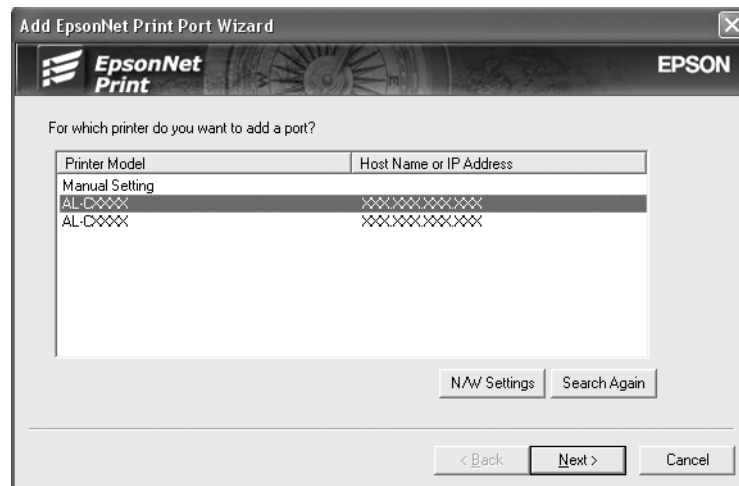 Add EpsonNet Print Port Wizard
EpsonNet
Print
EPSON
For which printer do you want to add a port?
Printer Model Host Name or IP Address
Manual Setting
AL-CXXXX XXX.XXX.XXX.XXX
AL-CXXXX XXX.XXX.XXX.XXX
N/W Settings Search Again
< Back Next > Cancel